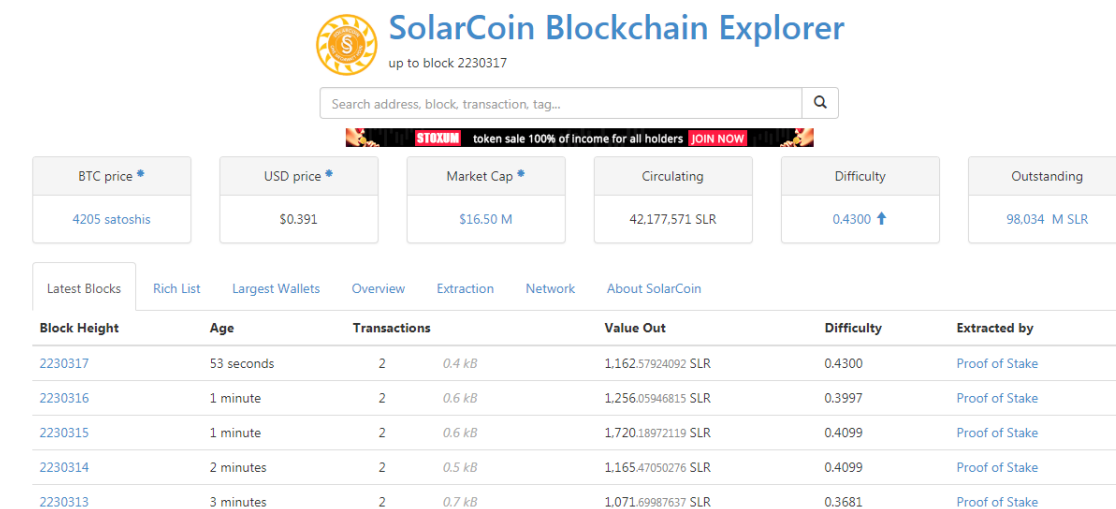 SolarCoin Blockchain Explorer
up to block 2230317
Search address, block, transaction, tag...
STOXUM token sale 100% of income for all holders JOIN NOW
BTC price * USD price * Market Cap * Circulating Difficulty Outstanding
4205 satoshis $0.391 $16.50 M 42,177,571 SLR 0.4300 ⬆ 98,034 M SLR
Latest Blocks Rich List Largest Wallets Overview Extraction Network About SolarCoin
Block Height Age Transactions Value Out Difficulty Extracted by
2230317 53 seconds 2 0.4 kB 1,162.57924092 SLR 0.4300 Proof of Stake
2230316 1 minute 2 0.6 kB 1,256.05946815 SLR 0.3997 Proof of Stake
2230315 1 minute 2 0.6 kB 1,720.18972119 SLR 0.4099 Proof of Stake
2230314 2 minutes 2 0.5 kB 1,165.47050276 SLR 0.4099 Proof of Stake
2230313 3 minutes 2 0.7 kB 1,071.69987637 SLR 0.3681 Proof of Stake